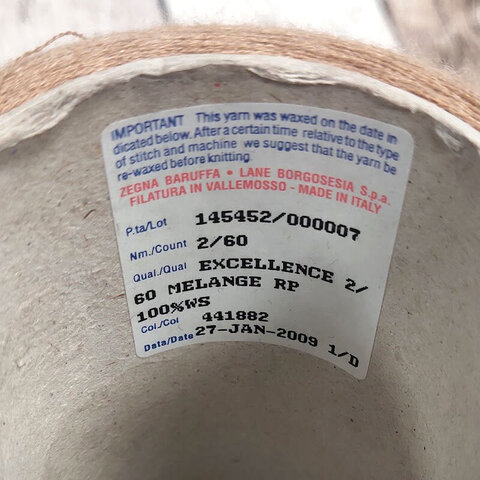 IMPORTANT This yarn was waxed on the date in
dicated below. After a certain time relative to the type
of stitch and machine we suggest that the yarn be
re-waxed before knitting.
ZEGNA BARUFFA • LANE BORGOSESIA S.p.a.
FILATURA IN VALLEMOSSO - MADE IN ITALY
P.ta/Lot 145452/000007
Nm./Count 2/60
Qual./Qual EXCELLENCE 2/
60 MELANGE RP
100%WS
Col./Col 441882
Data/Date 27-JAN-2009 1/D